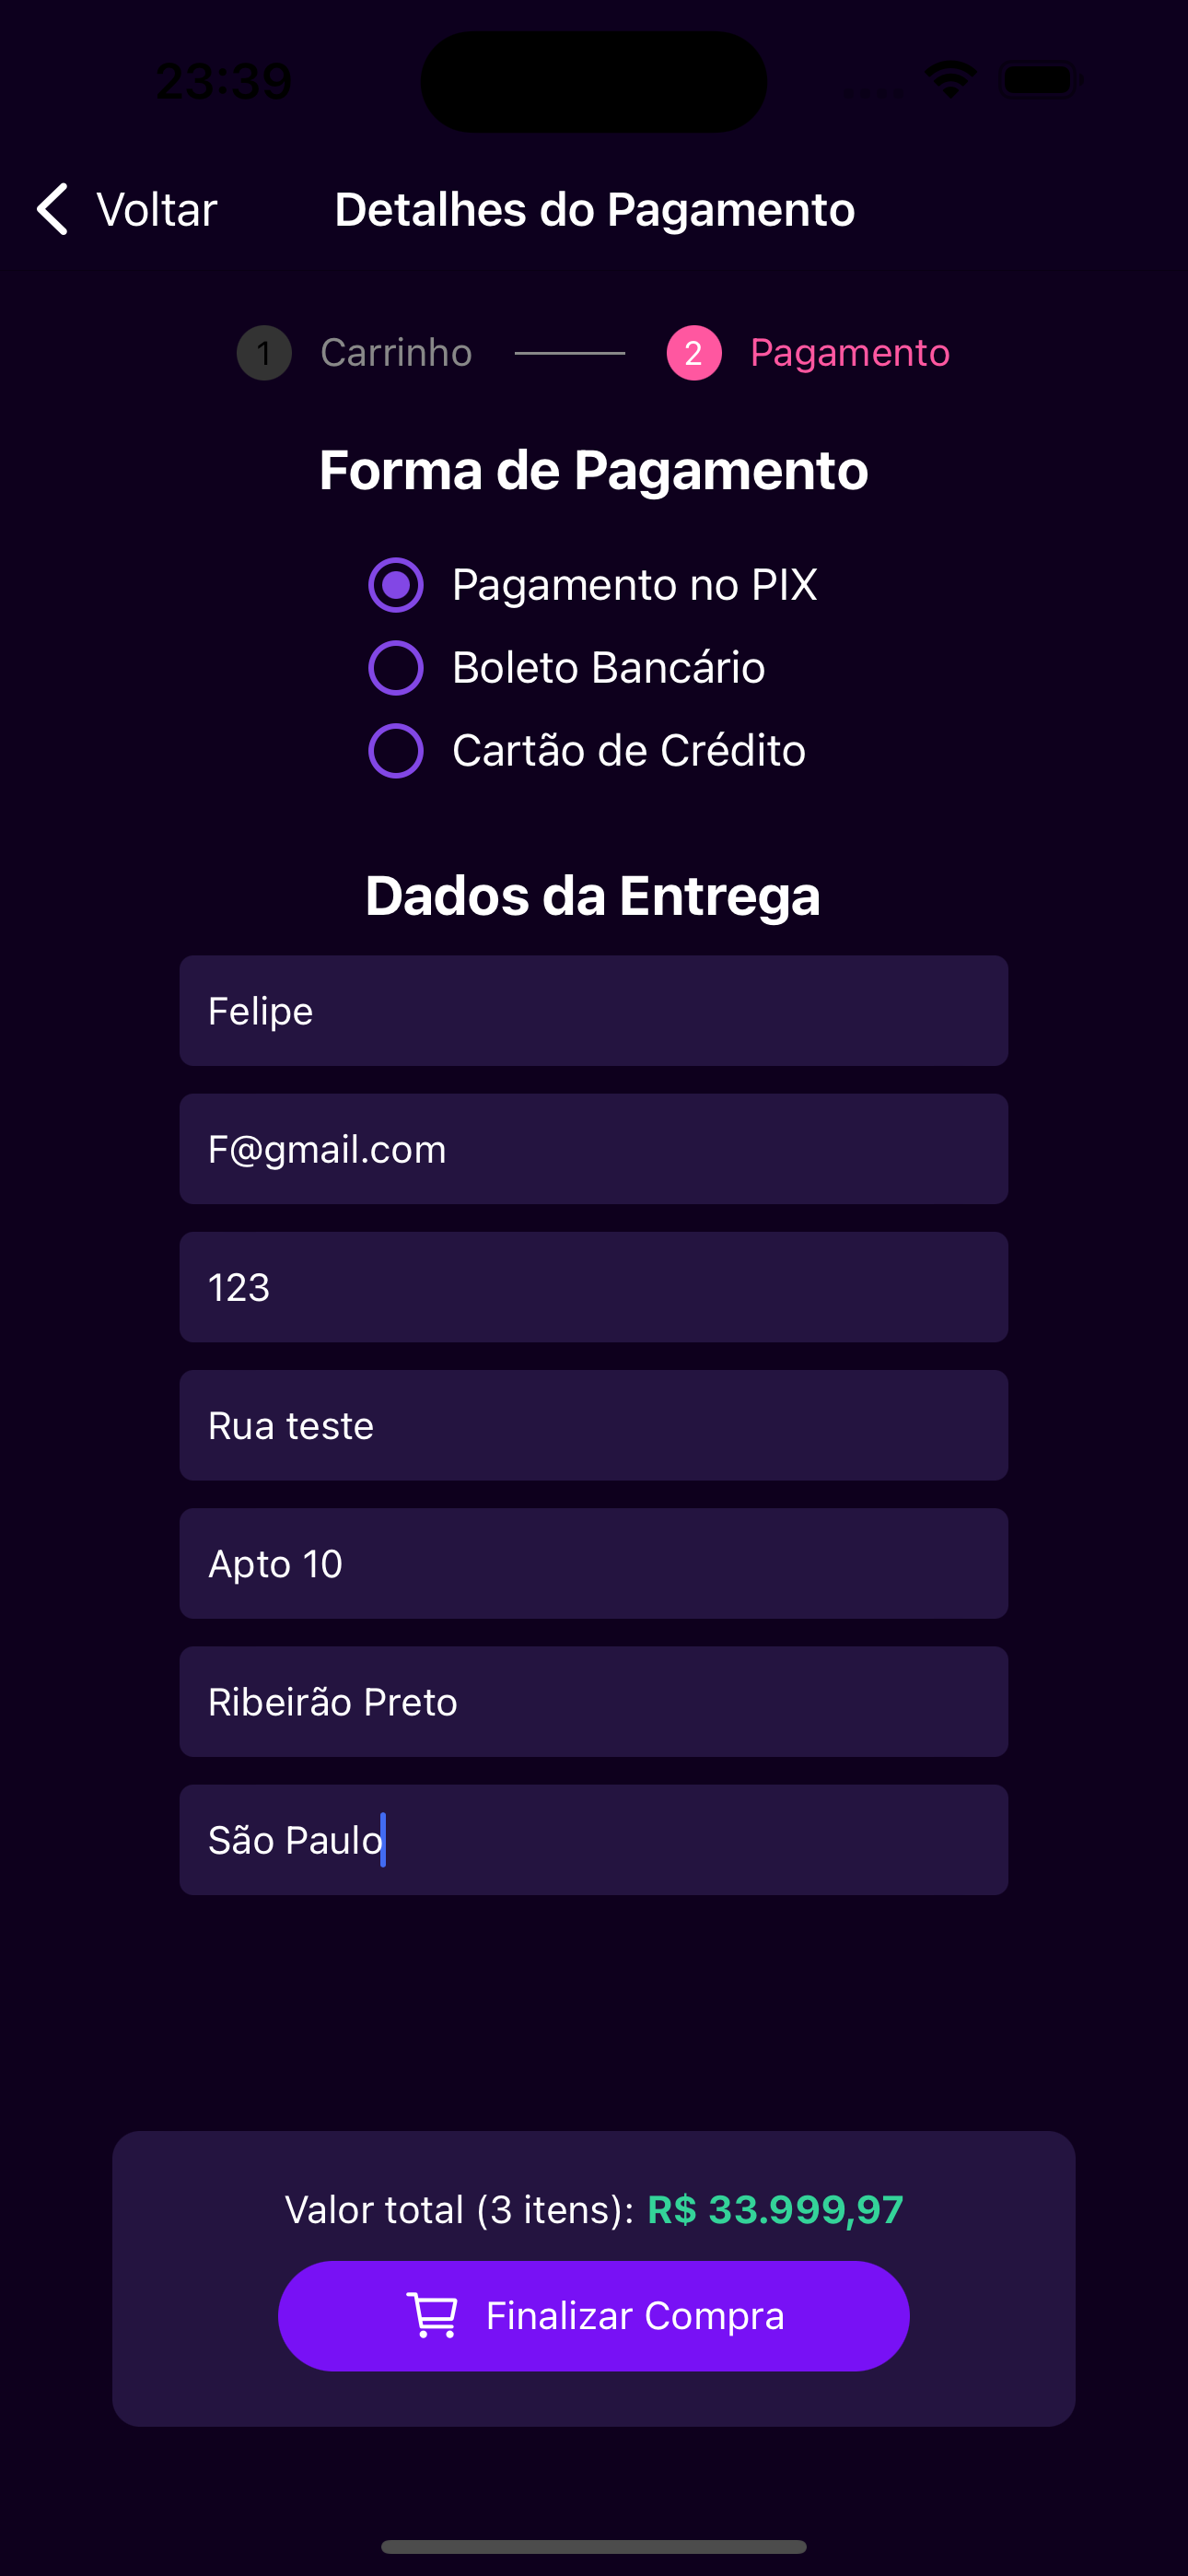 23:39
Voltar Detalhes do Pagamento
1 Carrinho 2 Pagamento
Forma de Pagamento
Pagamento no PIX
Boleto Bancário
Cartão de Crédito
Dados da Entrega
Felipe
F@gmail.com
123
Rua teste
Apto 10
Ribeirão Preto
São Paulo
Valor total (3 itens): R$ 33.999,97
Finalizar Compra